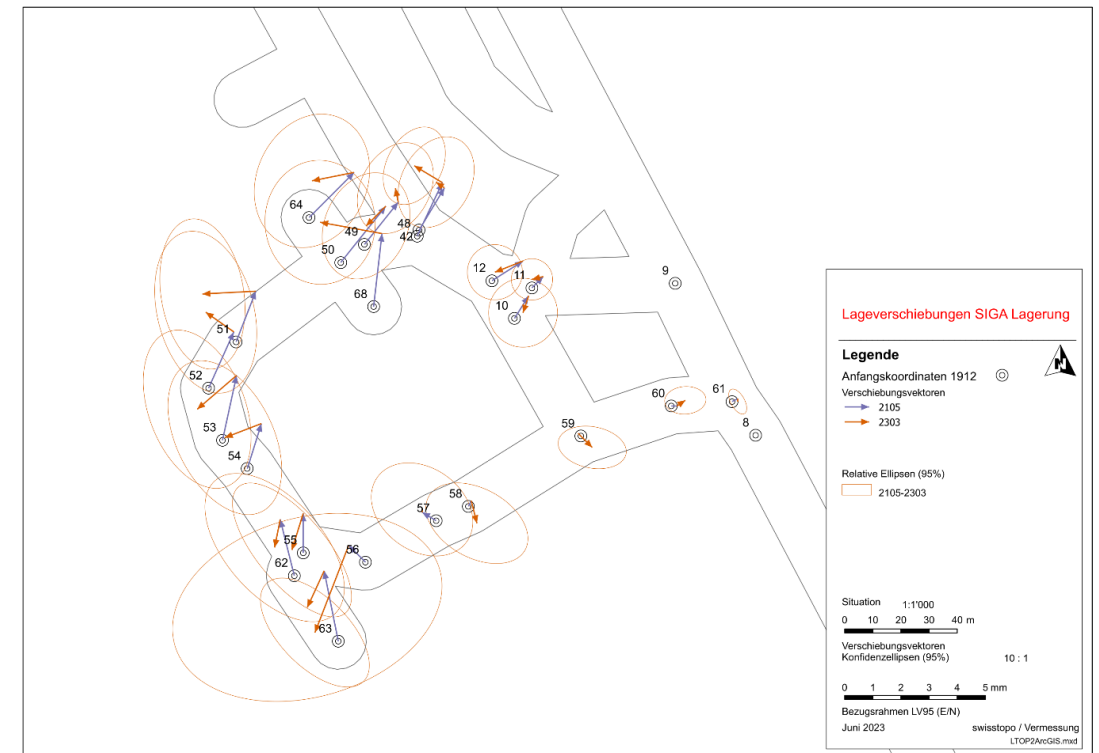 64
48
49
42
50
12
11
9
68
10
51
52
60
61
59
8
53
54
58
57
55
56
62
63
Lageverschiebungen SIGA Lagerung
Legende
N
Anfangskoordinaten 1912
Verschiebungsvektoren
2105
2303
Relative Ellipsen (95%)
2105-2303
Situation 1:1'000
0 10 20 30 40 m
Verschiebungsvektoren
Konfidenzellipsen (95%) 10 : 1
0 1 2 3 4 5 mm
Bezugsrahmen LV95 (E/N)
Juni 2023 swisstopo / Vermessung
LTOP2ArcGIS.mxd